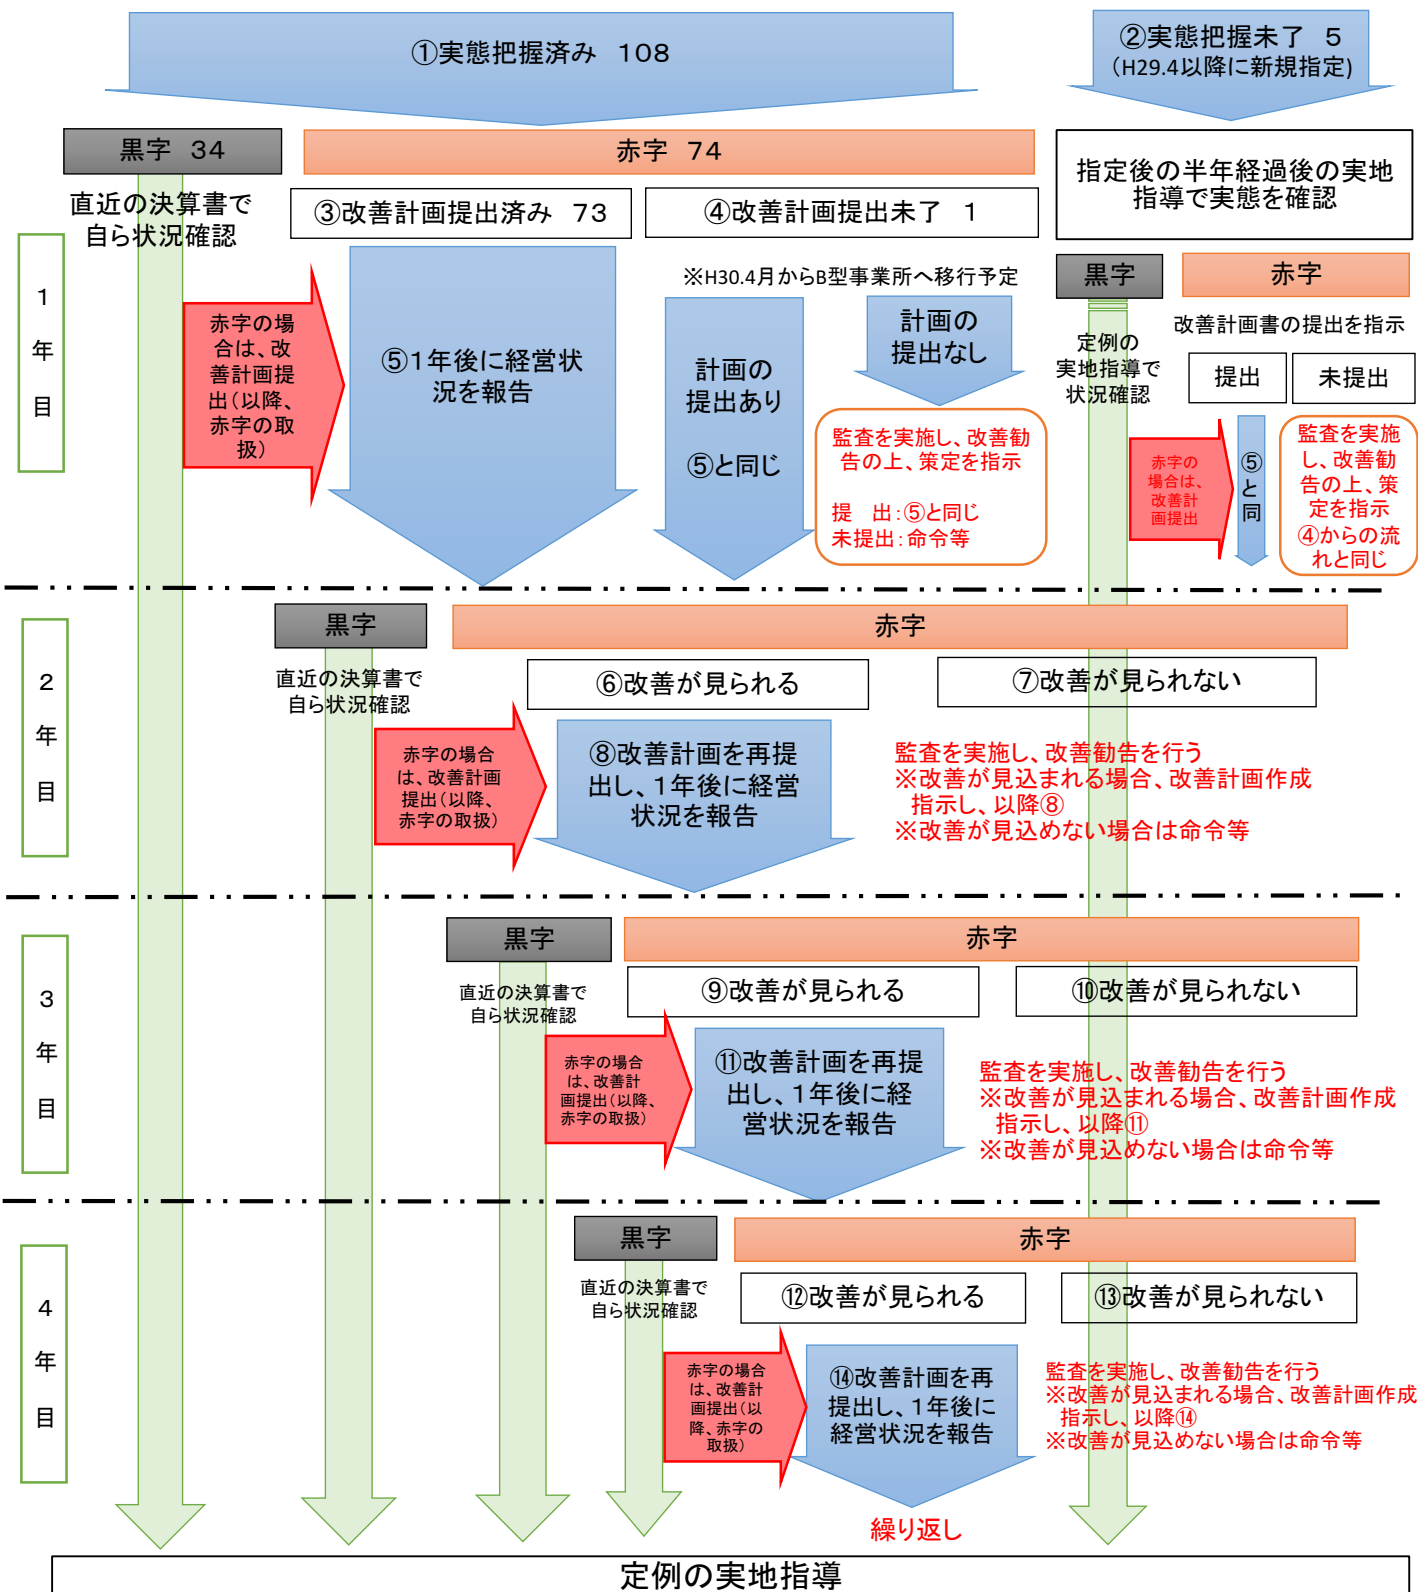 ①実態把握済み　108
②実態把握未了　5
（H29.4以降に新規指定)
黒字　34
赤字　74
指定後の半年経過後の実地
指導で実態を確認
直近の決算書で
自ら状況確認
③改善計画提出済み　73
④改善計画提出未了　1
※H30.4月からB型事業所へ移行予定
1
年
目
赤字の場
合は、改
善計画提
出（以降、
赤字の取
扱）
⑤1年後に経営状
況を報告
計画の
提出あり
⑤と同じ
計画の
提出なし
監査を実施し、改善勧
告の上、策定を指示
提　出：⑤と同じ
未提出：命令等
黒字
赤字
定例の
実地指導で
状況確認
改善計画書の提出を指示
提出
未提出
赤字の
場合は、
改善計
画提出
⑤
と
同
監査を実施
し、改善勧
告の上、策
定を指示
④からの流
れと同じ
2
年
目
黒字
赤字
直近の決算書で
自ら状況確認
⑥改善が見られる
⑦改善が見られない
赤字の場合
は、改善計画
提出（以降、
赤字の取扱）
⑧改善計画を再提
出し、1年後に経営
状況を報告
監査を実施し、改善勧告を行う
※改善が見込まれる場合、改善計画作成
指示し、以降⑧
※改善が見込めない場合は命令等
3
年
目
黒字
赤字
直近の決算書で
自ら状況確認
⑨改善が見られる
⑩改善が見られない
赤字の場合
は、改善計
画提出（以降、
赤字の取扱）
⑪改善計画を再提
出し、1年後に経
営状況を報告
監査を実施し、改善勧告を行う
※改善が見込まれる場合、改善計画作成
指示し、以降⑪
※改善が見込めない場合は命令等
4
年
目
黒字
赤字
直近の決算書で
自ら状況確認
⑫改善が見られる
⑬改善が見られない
赤字の場合
は、改善計
画提出（以
降、赤字の
取扱）
⑭改善計画を再
提出し、1年後に
経営状況を報告
監査を実施し、改善勧告を行う
※改善が見込まれる場合、改善計画作成
指示し、以降⑭
※改善が見込めない場合は命令等
繰り返し
定例の実地指導